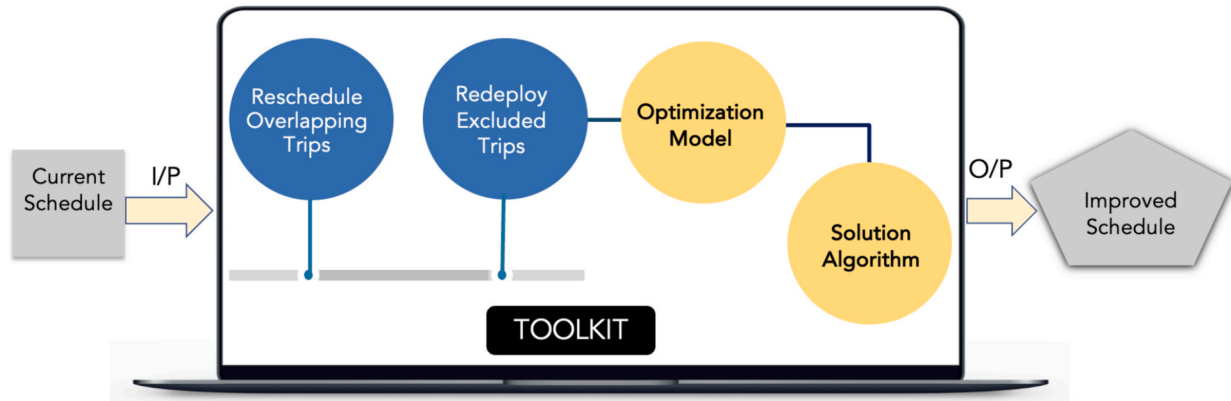 Current
Schedule
I/P
Reschedule
Overlapping
Trips
Redeploy
Excluded
Trips
Optimization
Model
Solution
Algorithm
TOOLKIT
O/P
Improved
Schedule